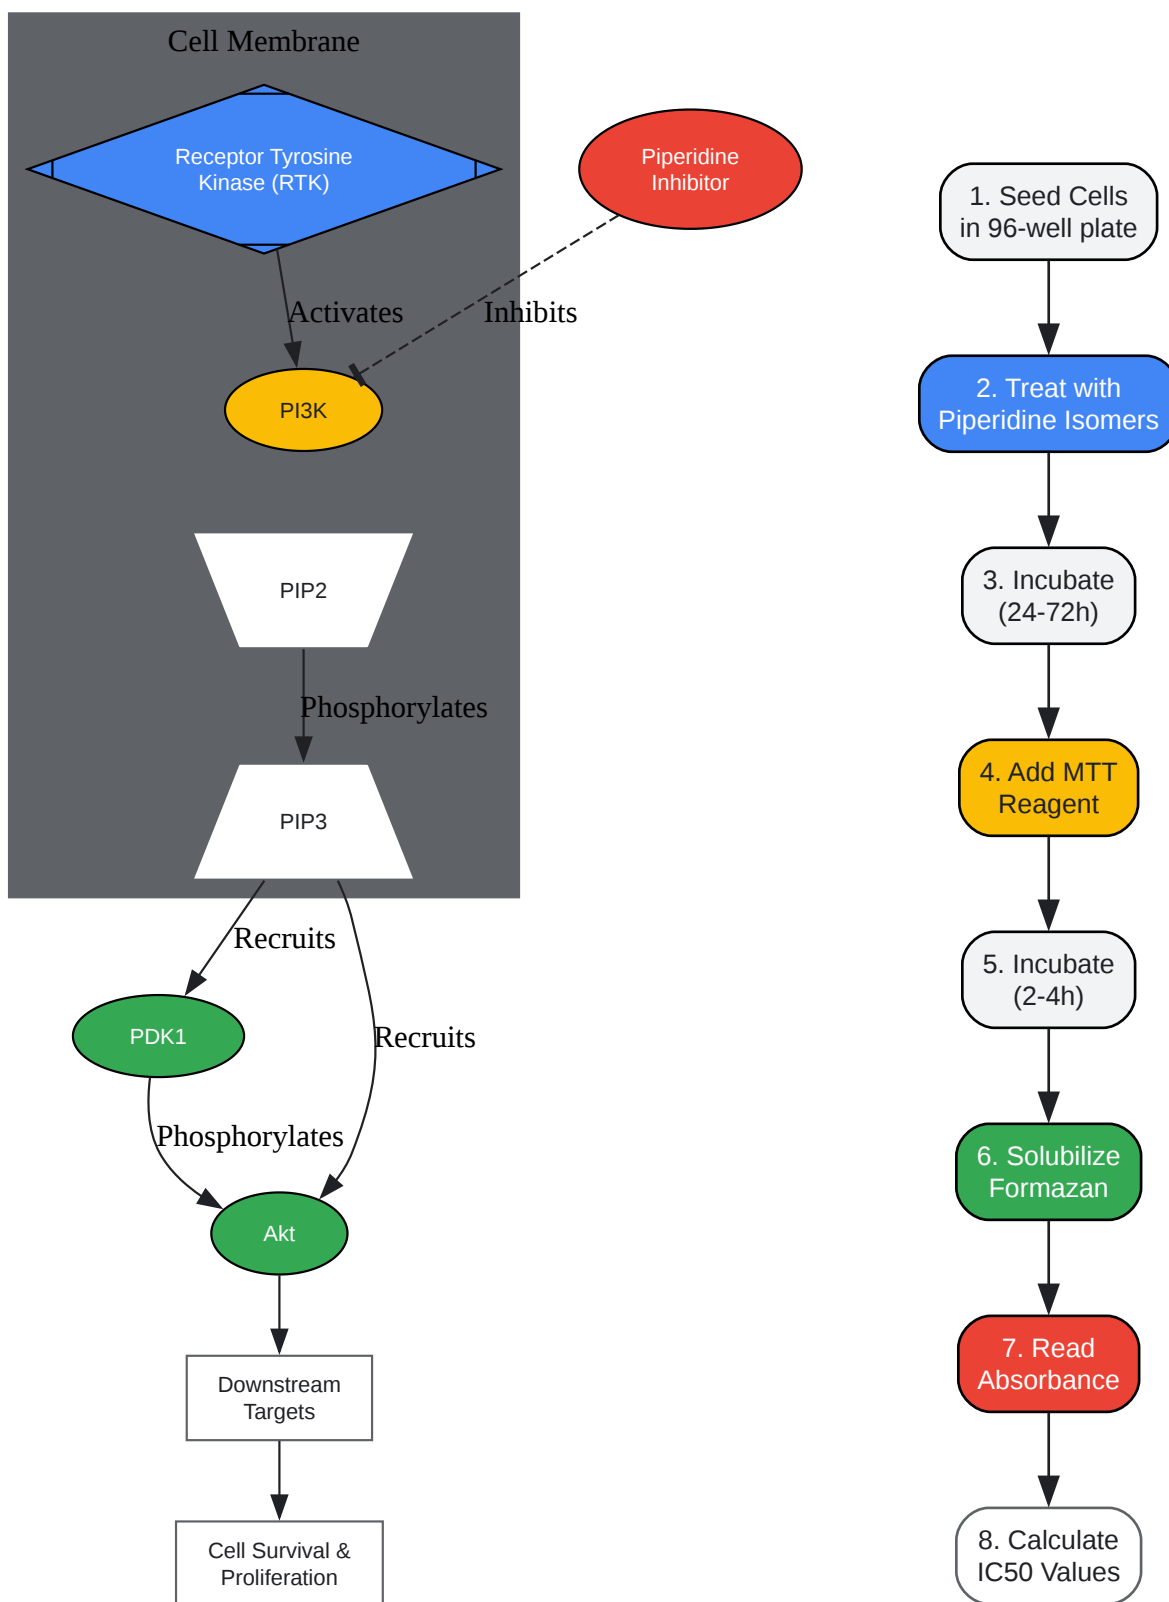 Cell Membrane
Receptor Tyrosine
Kinase (RTK)
Piperidine
Inhibitor
Activates
Inhibits
PI3K
PIP2
Phosphorylates
PIP3
Recruits
PDK1
Recruits
Phosphorylates
Akt
Downstream
Targets
Cell Survival &
Proliferation
1. Seed Cells
in 96-well plate
2. Treat with
Piperidine Isomers
3. Incubate
(24-72h)
4. Add MTT
Reagent
5. Incubate
(2-4h)
6. Solubilize
Formazan
7. Read
Absorbance
8. Calculate
IC50 Values